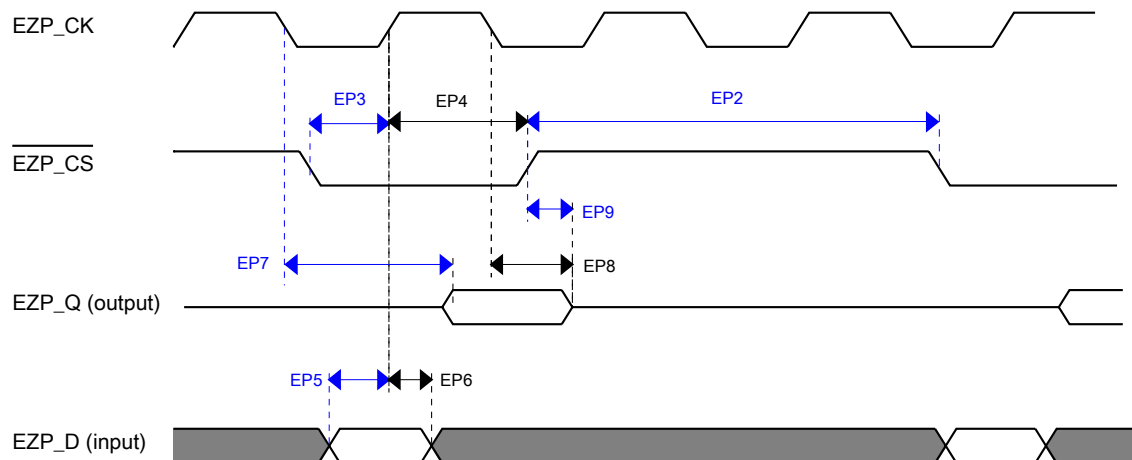 EZP_CK
EP3
EP4
EP2
EZP_CS
EP9
EP7
EP8
EZP_Q (output)
EP5
EP6
EZP_D (input)